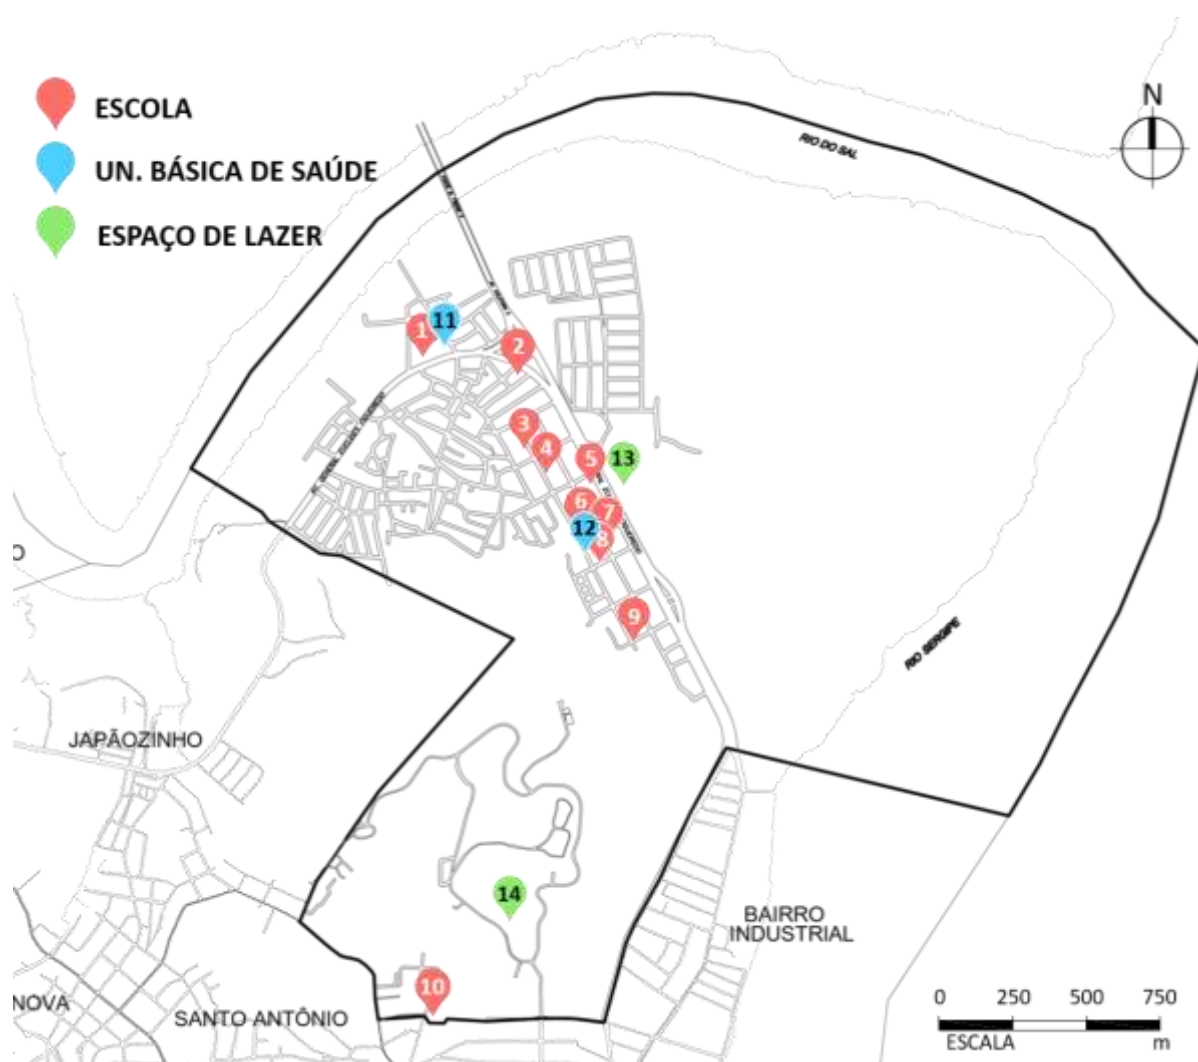 ESCOLA
UN. BÁSICA DE SAÚDE
ESPAÇO DE LAZER
N
RIO DO SAL
1
11
2
3
4
5
13
6
7
12
8
9
RIO SERGIPE
JAPÃOZINHO
14
BAIRRO
INDUSTRIAL
10
NOVA
SANTO ANTÔNIO
0 250 500 750
ESCALA m